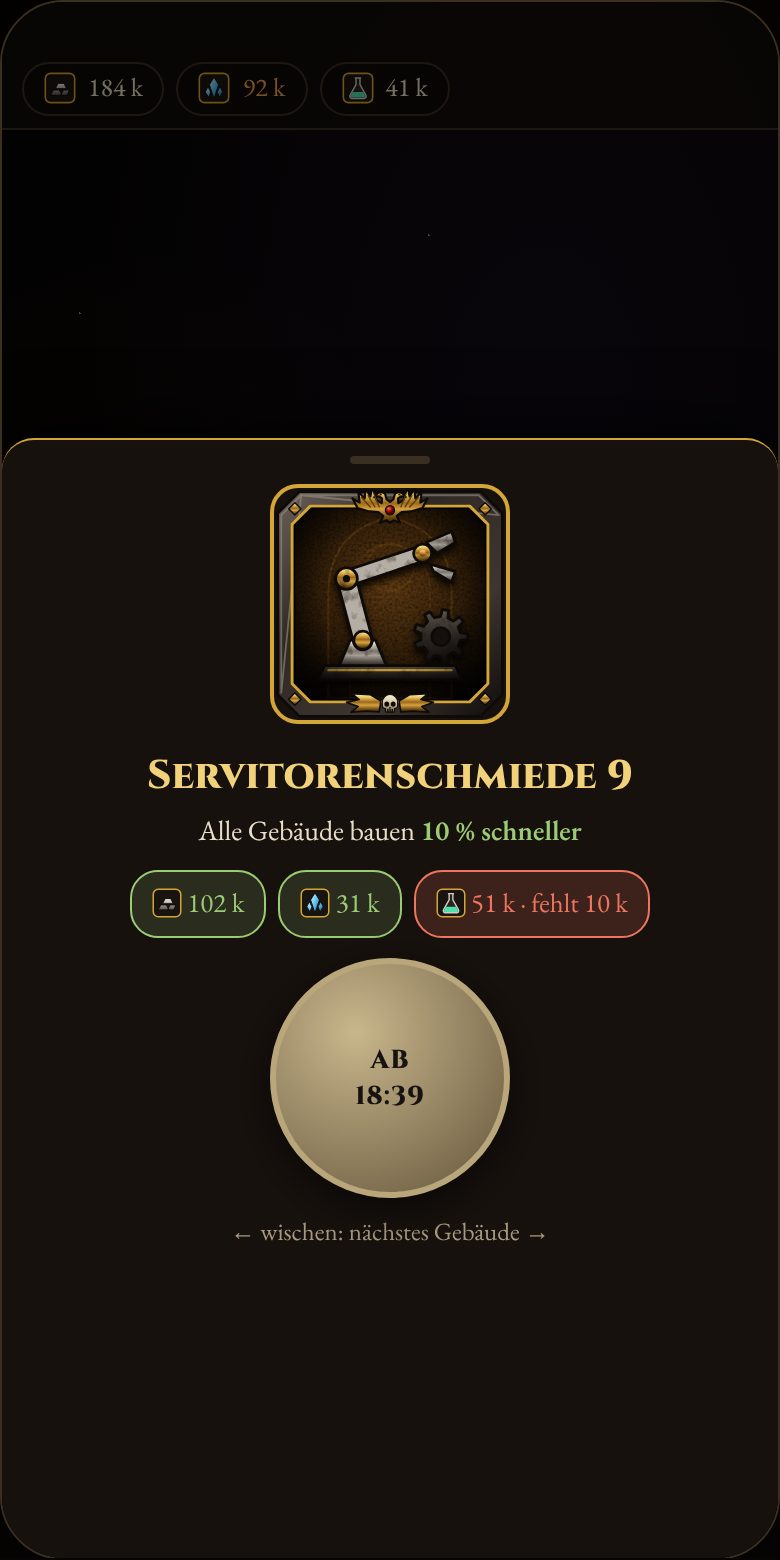 184 k 92 k 41 k
Servitorenschmiede 9
Alle Gebäude bauen 10 % schneller
102 k 31 k 51 k · fehlt 10 k
AB
18:39
← wischen: nächstes Gebäude →